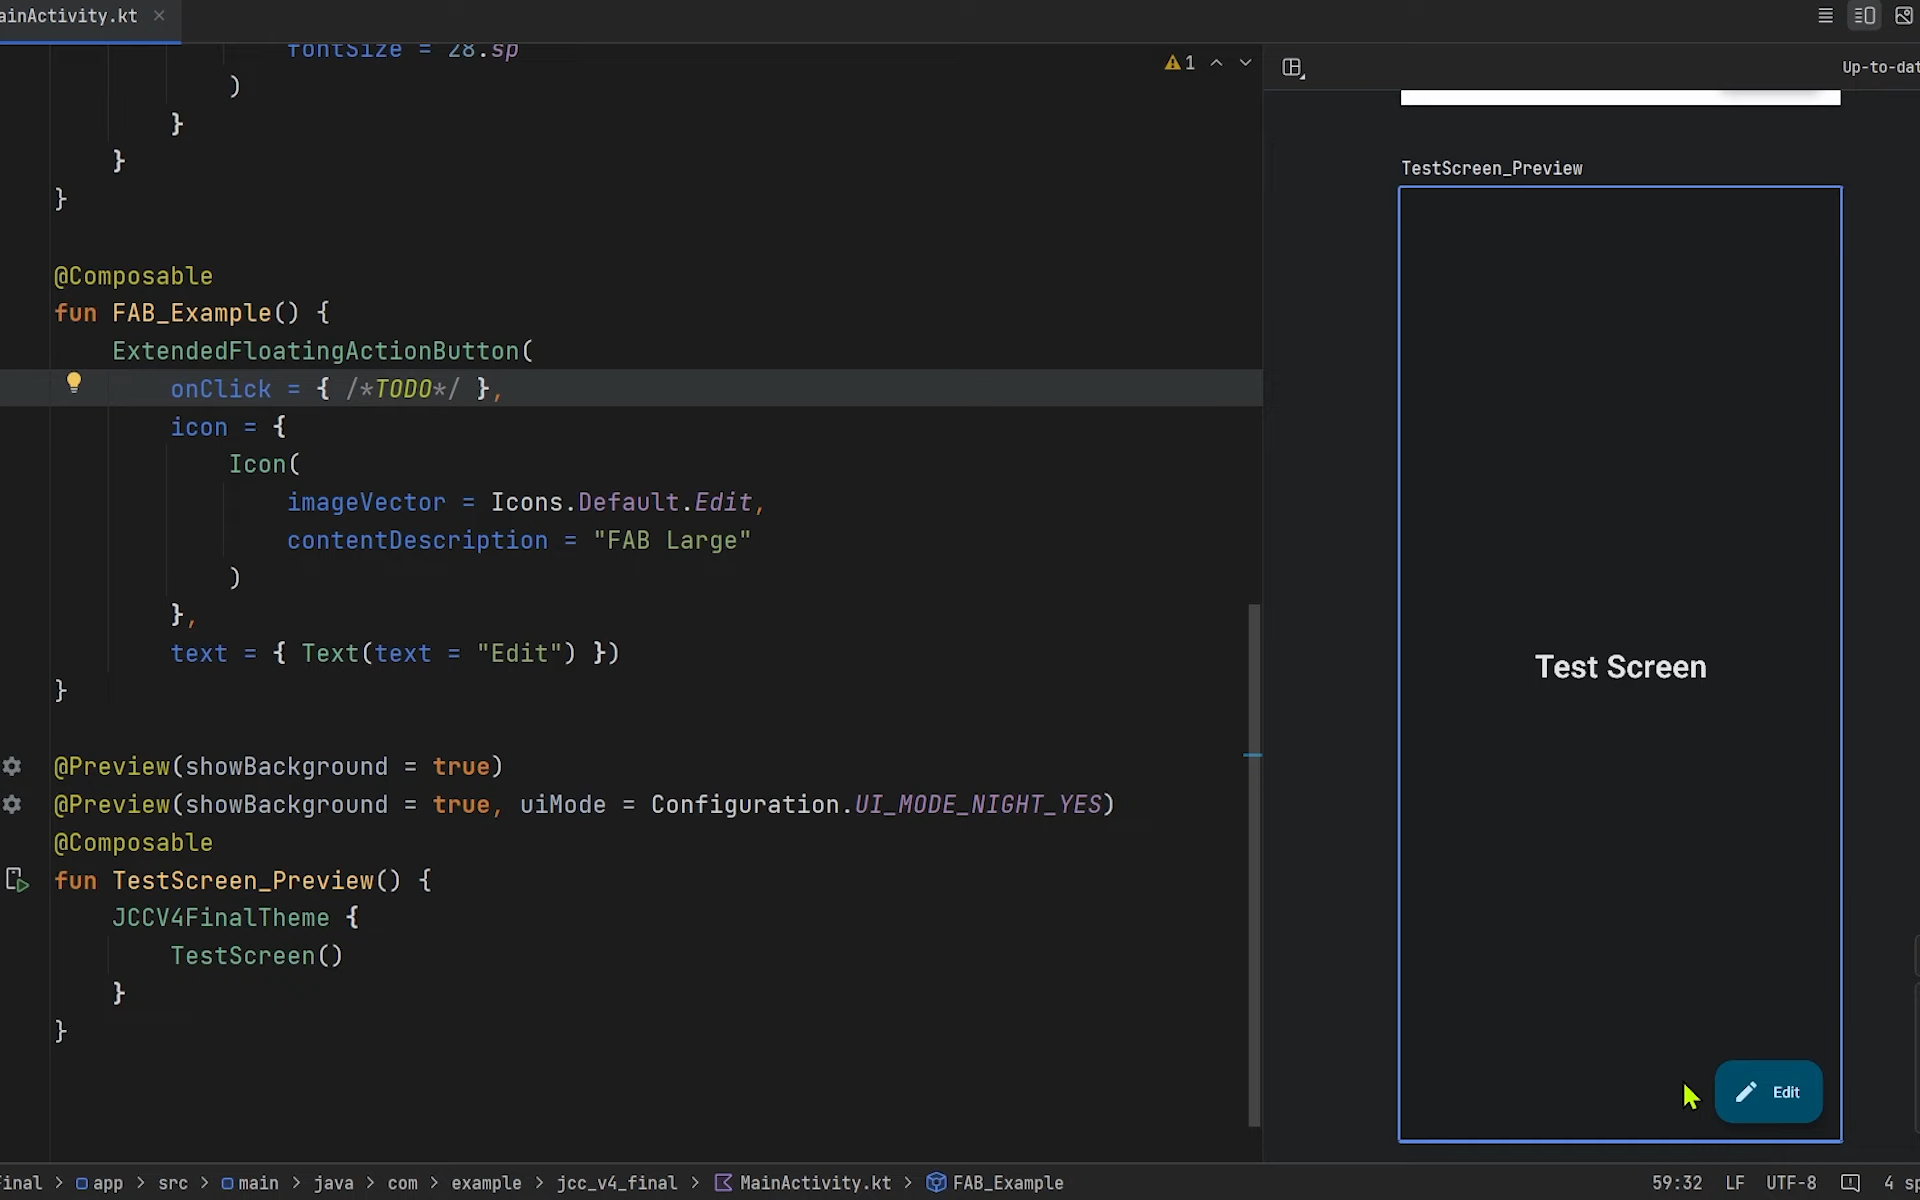 ainActivity.kt
fontSize = 28.sp
)
}
}
}
@Composable
fun FAB_Example() {
ExtendedFloatingActionButton(
onClick = { /*TODO*/ },
icon = {
Icon(
imageVector = Icons.Default.Edit,
contentDescription = "FAB Large"
)
},
text = { Text(text = "Edit") })
}
@Preview(showBackground = true)
@Preview(showBackground = true, uiMode = Configuration.UI_MODE_NIGHT_YES)
@Composable
fun TestScreen_Preview() {
JCCV4FinalTheme {
TestScreen()
}
}
1
Up-to-dat
TestScreen_Preview
Test Screen
Edit
inal > app > src > main > java > com > example > jcc_v4_final > MainActivity.kt > FAB_Example
59:32 LF UTF-8 4 sp